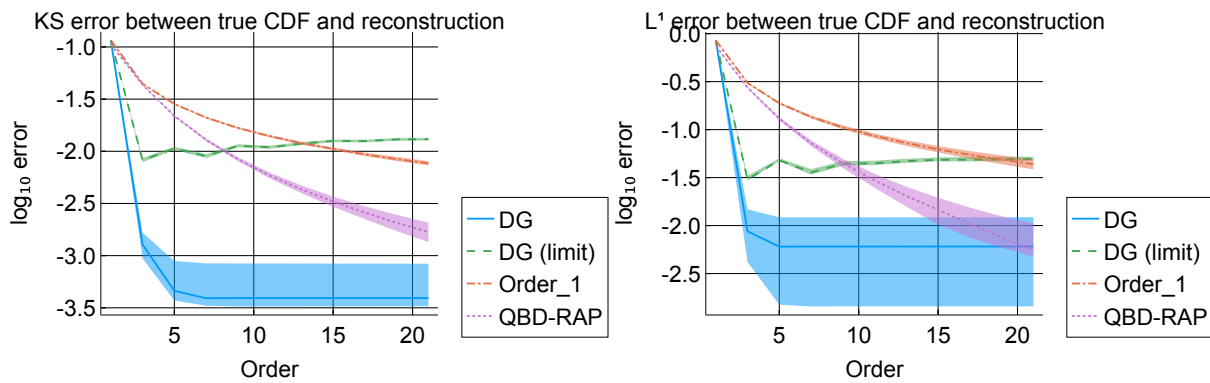 KS error between true CDF and reconstruction
-1.0
-1.5
-2.0
-2.5
-3.0
-3.5
log₁₀ error
5
10
15
20
Order
DG
DG (limit)
Order_1
QBD-RAP
L¹ error between true CDF and reconstruction
0.0
-0.5
-1.0
-1.5
-2.0
-2.5
log₁₀ error
5
10
15
20
Order
DG
DG (limit)
Order_1
QBD-RAP